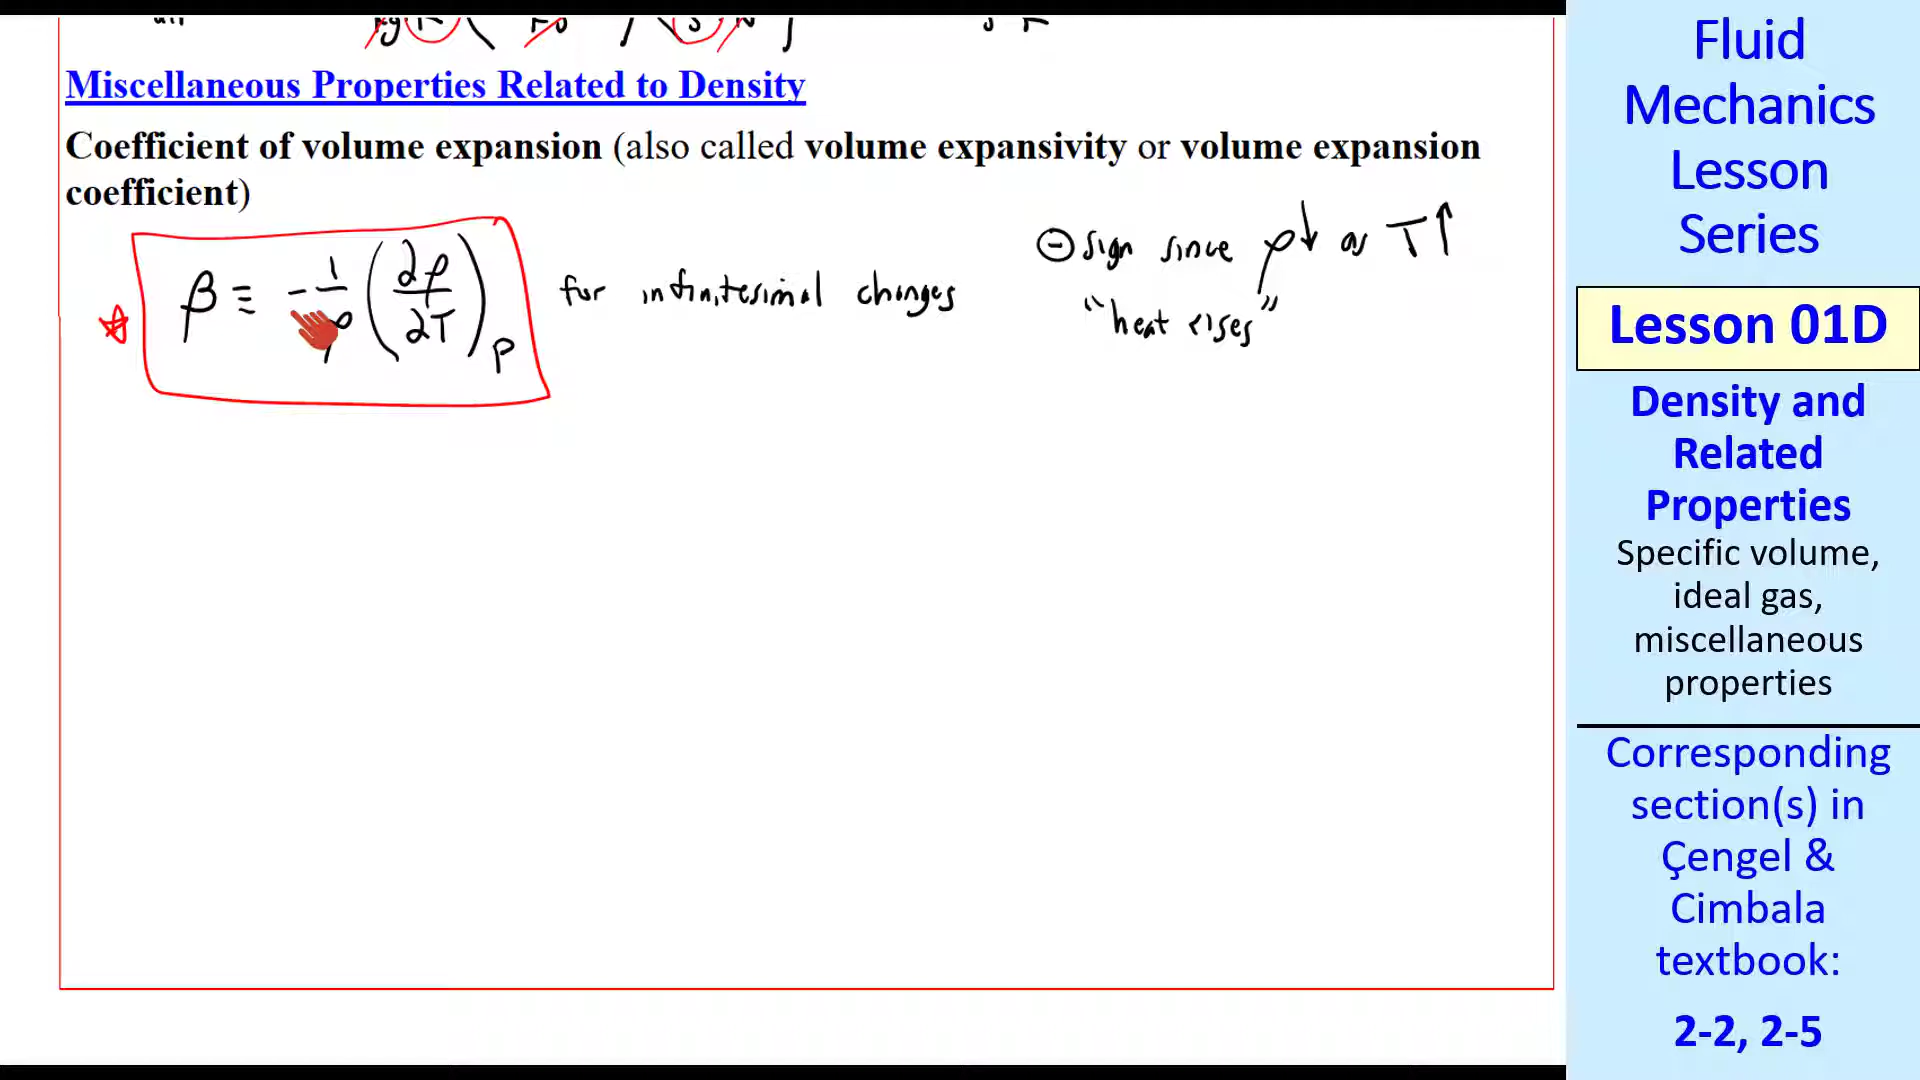 Miscellaneous Properties Related to Density
Coefficient of volume expansion (also called volume expansivity or volume expansion
coefficient)
β ≡ -1/ρ (∂ρ/∂T)_P for infinitesimal changes
⊖ sign since ρ↓ as T↑
"heat rises"
Fluid
Mechanics
Lesson
Series
Lesson 01D
Density and
Related
Properties
Specific volume,
ideal gas,
miscellaneous
properties
Corresponding
section(s) in
Çengel &
Cimbala
textbook:
2-2, 2-5